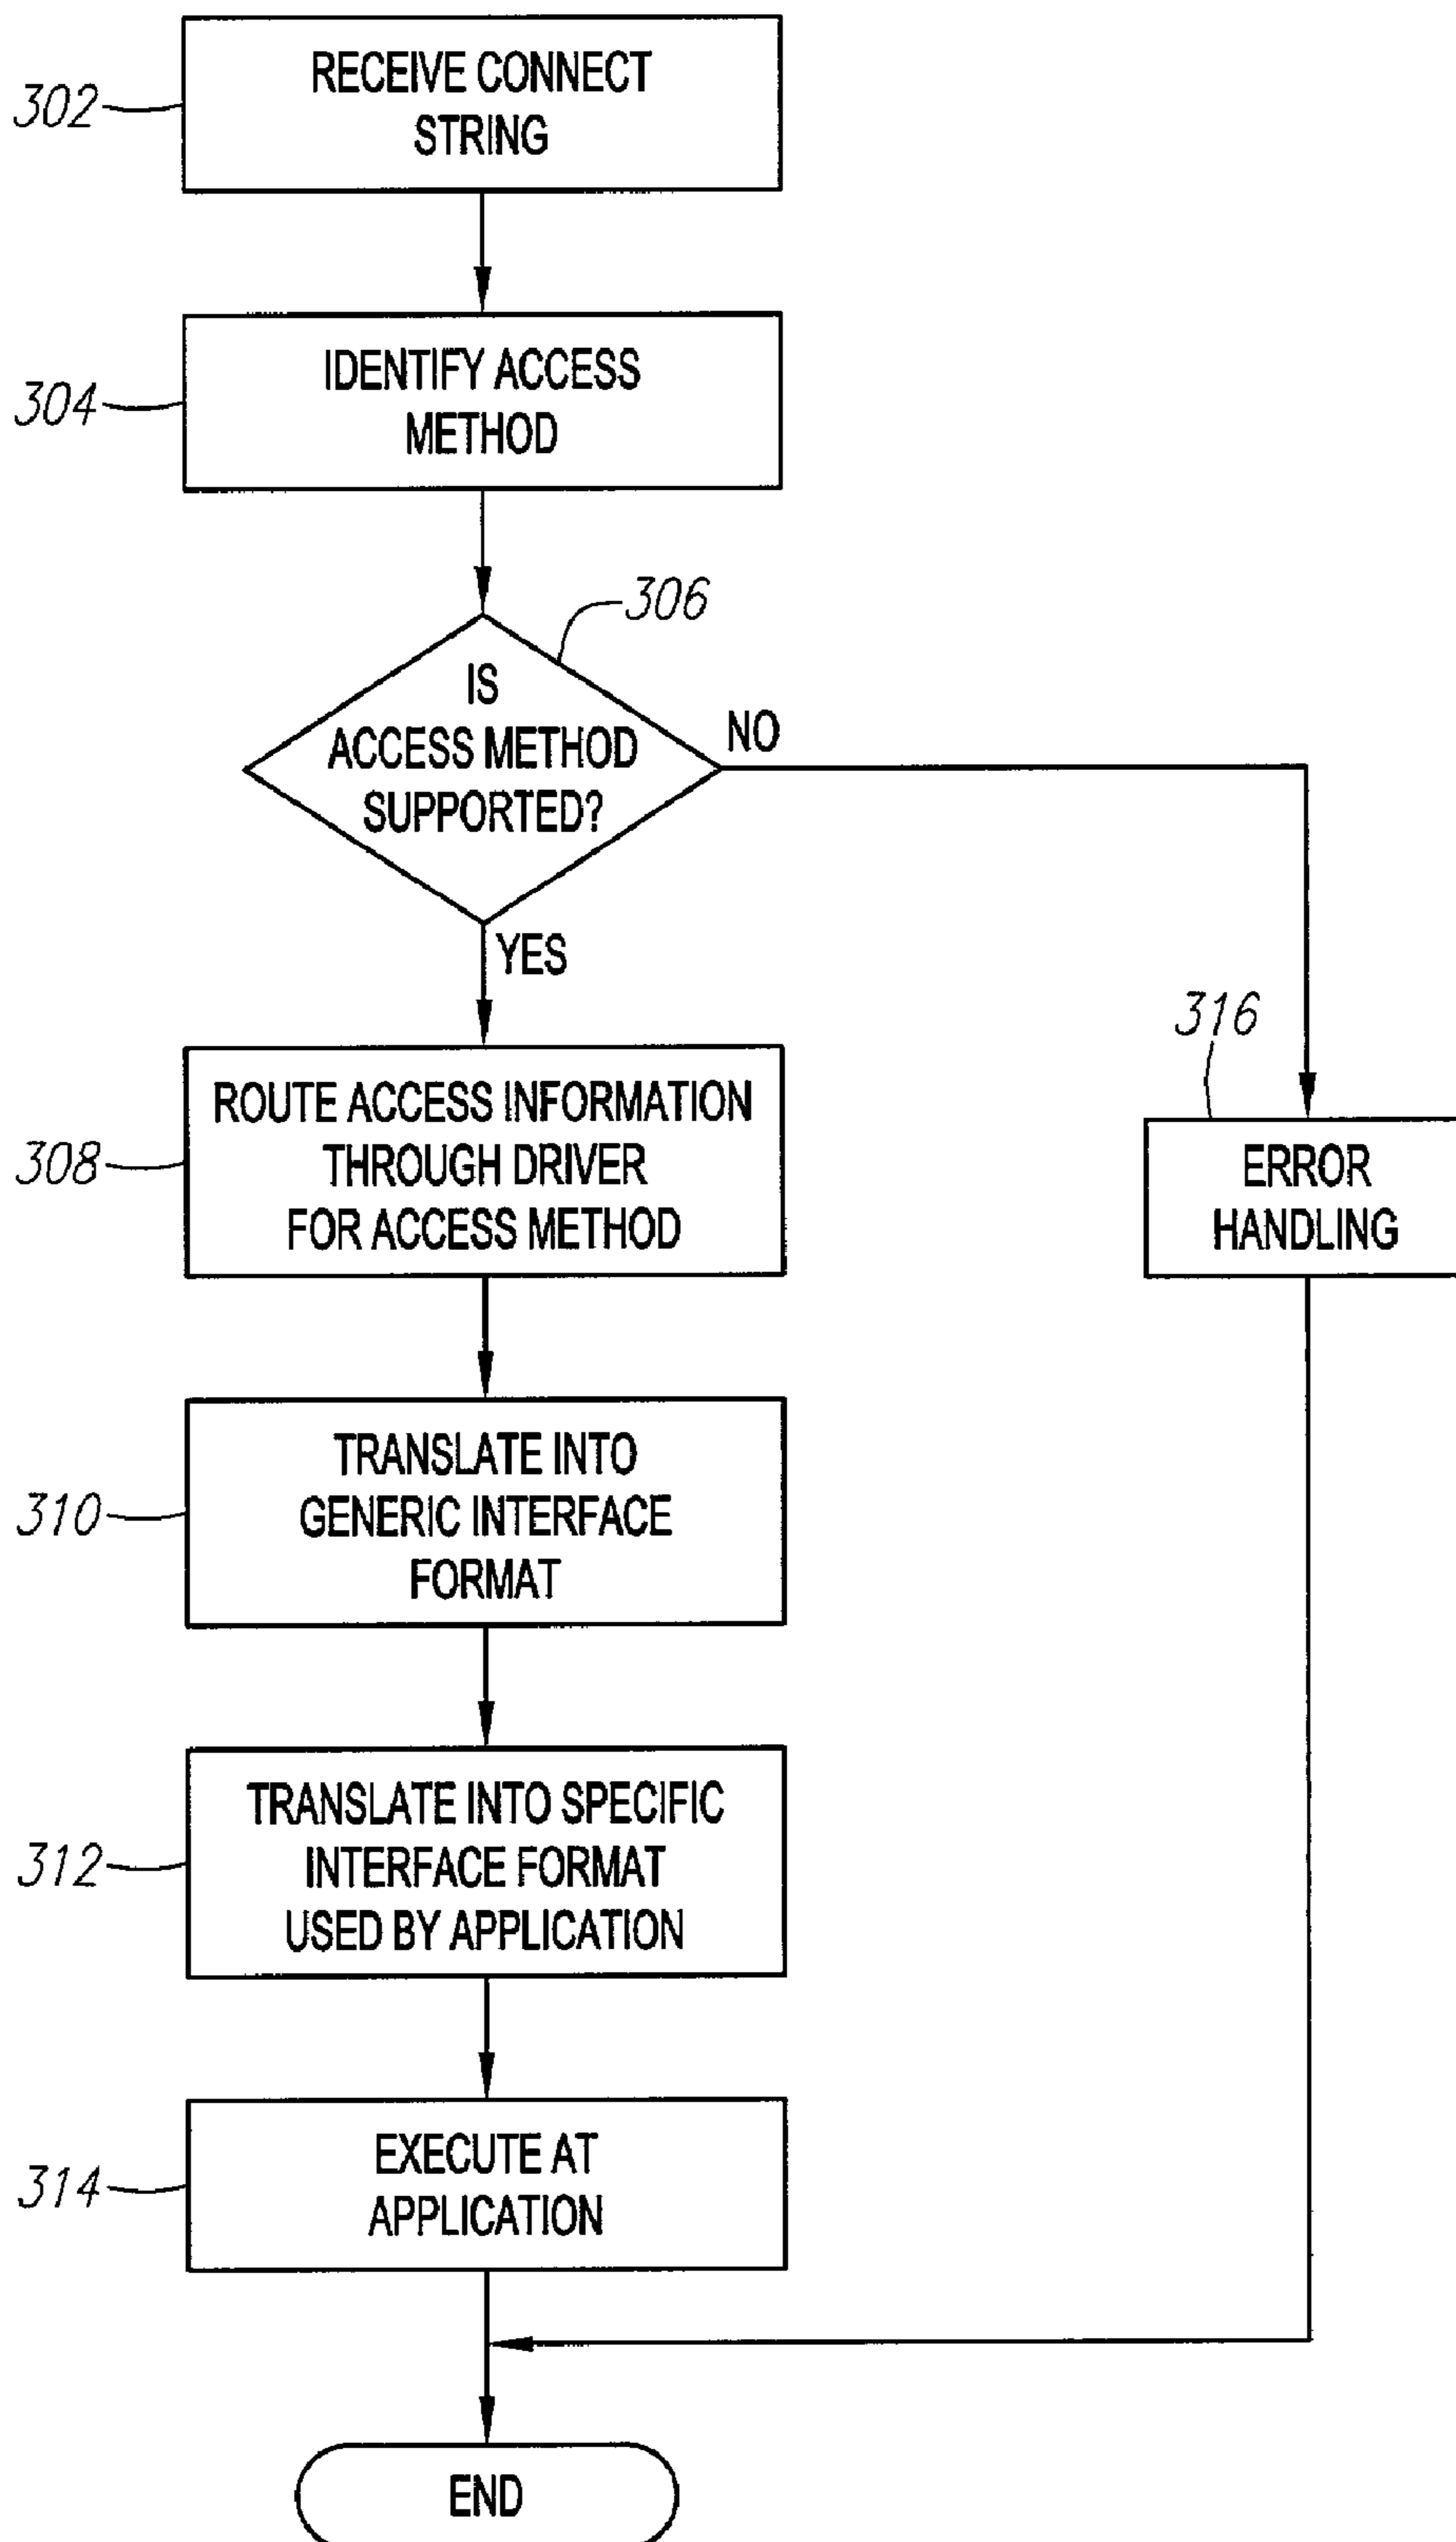 302
RECEIVE CONNECT
STRING
304
IDENTIFY ACCESS
METHOD
306
IS
ACCESS METHOD
SUPPORTED?
NO
YES
308
ROUTE ACCESS INFORMATION
THROUGH DRIVER
FOR ACCESS METHOD
316
ERROR
HANDLING
310
TRANSLATE INTO
GENERIC INTERFACE
FORMAT
312
TRANSLATE INTO SPECIFIC
INTERFACE FORMAT
USED BY APPLICATION
314
EXECUTE AT
APPLICATION
END